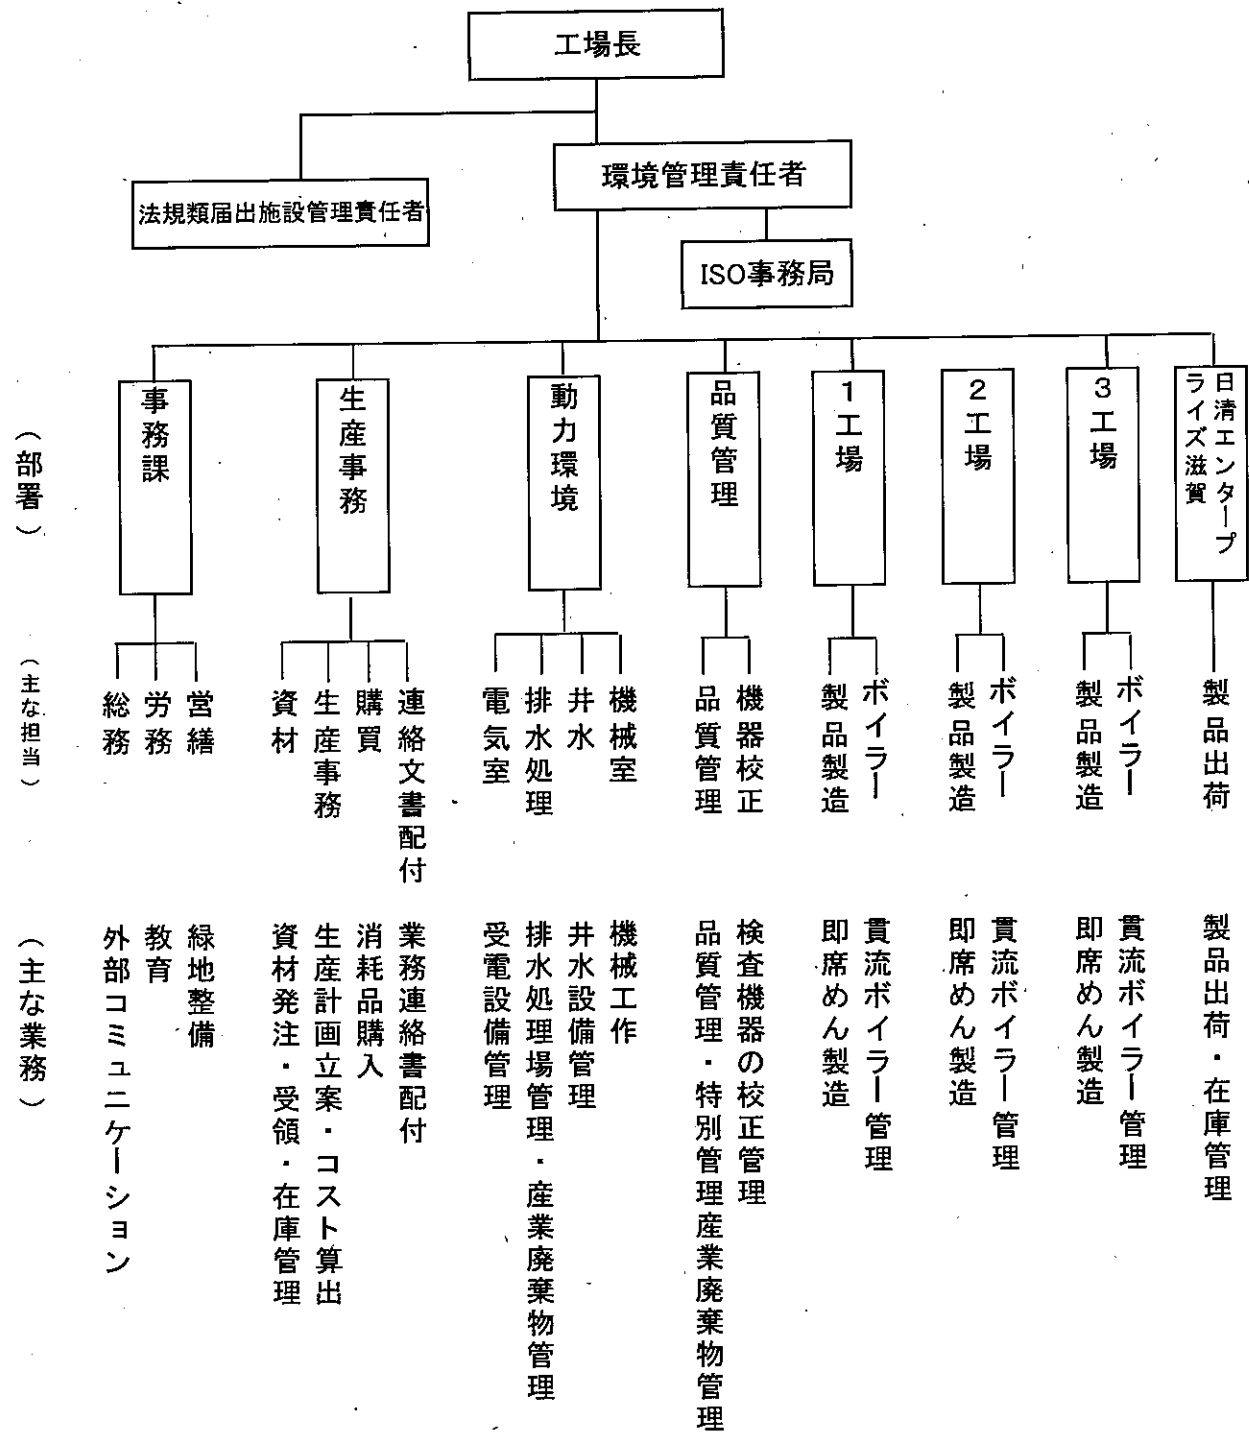 工場長
環境管理責任者
法規類届出施設管理責任者
ISO事務局
（部署）
事務課
生産事務
動力環境
品質管理
1工場
2工場
3工場
日清エンタープ
ライズ滋賀
（主な担当）
総務
労務
営繕
資材
生産事務
購買
連絡文書配付
電気室
排水処理
井水
機械室
品質管理
機器校正
製品製造
ボイラー
製品製造
ボイラー
製品製造
ボイラー
製品出荷
（主な業務）
外部コミュニケーション
教育
緑地整備
資材発注・受領・在庫管理
生産計画立案・コスト算出
消耗品購入
業務連絡書配付
受電設備管理
排水処理場管理・産業廃棄物管理
井水設備管理
機械工作
品質管理・特別管理産業廃棄物管理
検査機器の校正管理
即席めん製造
貫流ボイラー管理
即席めん製造
貫流ボイラー管理
即席めん製造
貫流ボイラー管理
製品出荷・在庫管理